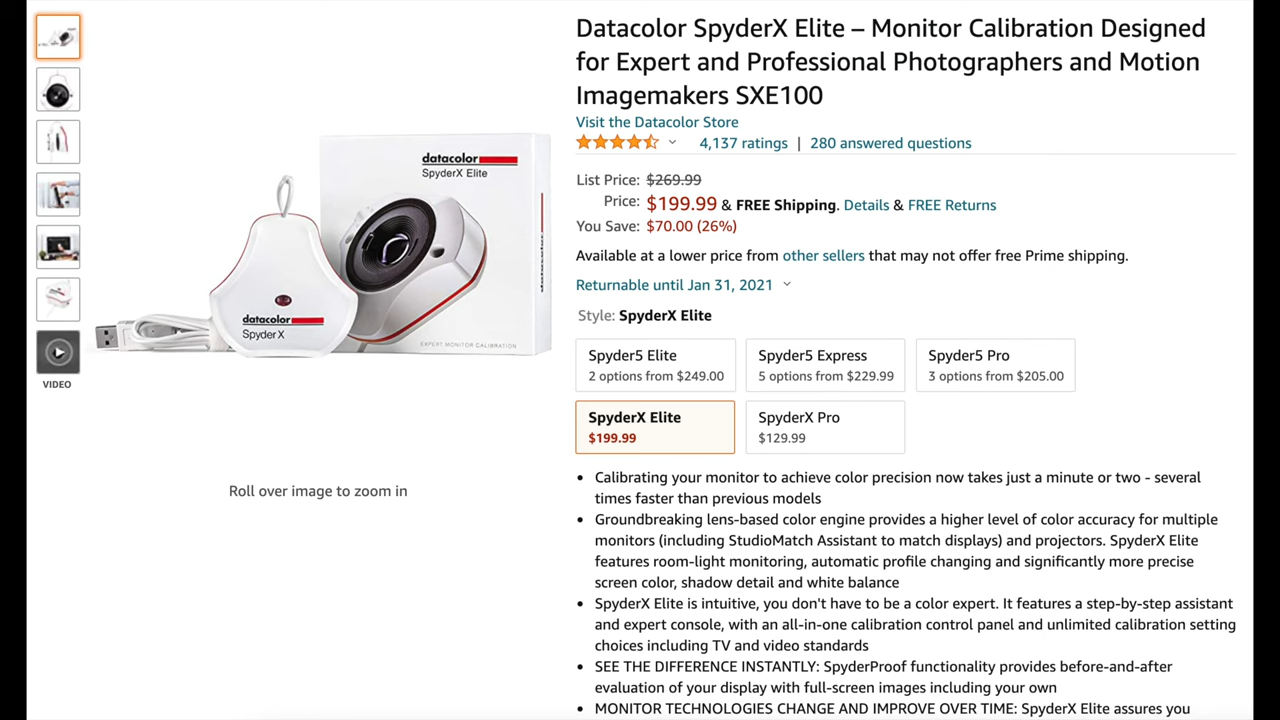 Datacolor SpyderX Elite – Monitor Calibration Designed
for Expert and Professional Photographers and Motion
Imagemakers SXE100
Visit the Datacolor Store
4,137 ratings | 280 answered questions
List Price: $269.99
Price: $199.99 & FREE Shipping. Details & FREE Returns
You Save: $70.00 (26%)
Available at a lower price from other sellers that may not offer free Prime shipping.
Returnable until Jan 31, 2021
Style: SpyderX Elite
Spyder5 Elite
2 options from $249.00
Spyder5 Express
5 options from $229.99
Spyder5 Pro
3 options from $205.00
SpyderX Elite
$199.99
SpyderX Pro
$129.99
• Calibrating your monitor to achieve color precision now takes just a minute or two - several
times faster than previous models
• Groundbreaking lens-based color engine provides a higher level of color accuracy for multiple
monitors (including StudioMatch Assistant to match displays) and projectors. SpyderX Elite
features room-light monitoring, automatic profile changing and significantly more precise
screen color, shadow detail and white balance
• SpyderX Elite is intuitive, you don't have to be a color expert. It features a step-by-step assistant
and expert console, with an all-in-one calibration control panel and unlimited calibration setting
choices including TV and video standards
• SEE THE DIFFERENCE INSTANTLY: SpyderProof functionality provides before-and-after
evaluation of your display with full-screen images including your own
• MONITOR TECHNOLOGIES CHANGE AND IMPROVE OVER TIME: SpyderX Elite assures you
datacolor
SpyderX Elite
datacolor
EXPERT MONITOR CALIBRATION
datacolor
Spyder X
VIDEO
Roll over image to zoom in